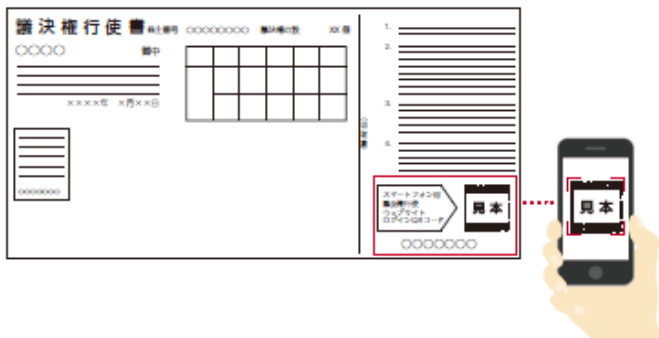 議決権行使書 株主番号 ○○○○○○○○ 議決権の数 XX 個
○○○○ 御中
××××年 ×月××日
○○○○○○○
1.
2.
3.
4.
スマートフォン用
議決権行使
ウェブサイト
ログインQRコード
見本
○○○○○○○
見本